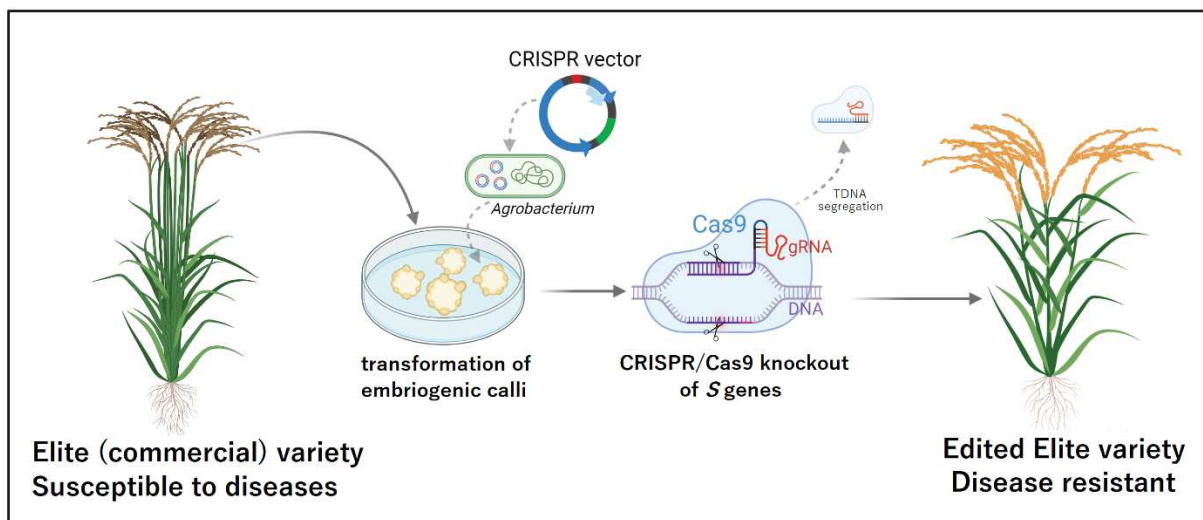 CRISPR vector
Agrobacterium
transformation of
embriogenic calli
Cas9
gRNA
DNA
CRISPR/Cas9 knockout
of S genes
TDNA
segregation
Elite (commercial) variety
Susceptible to diseases
Edited Elite variety
Disease resistant